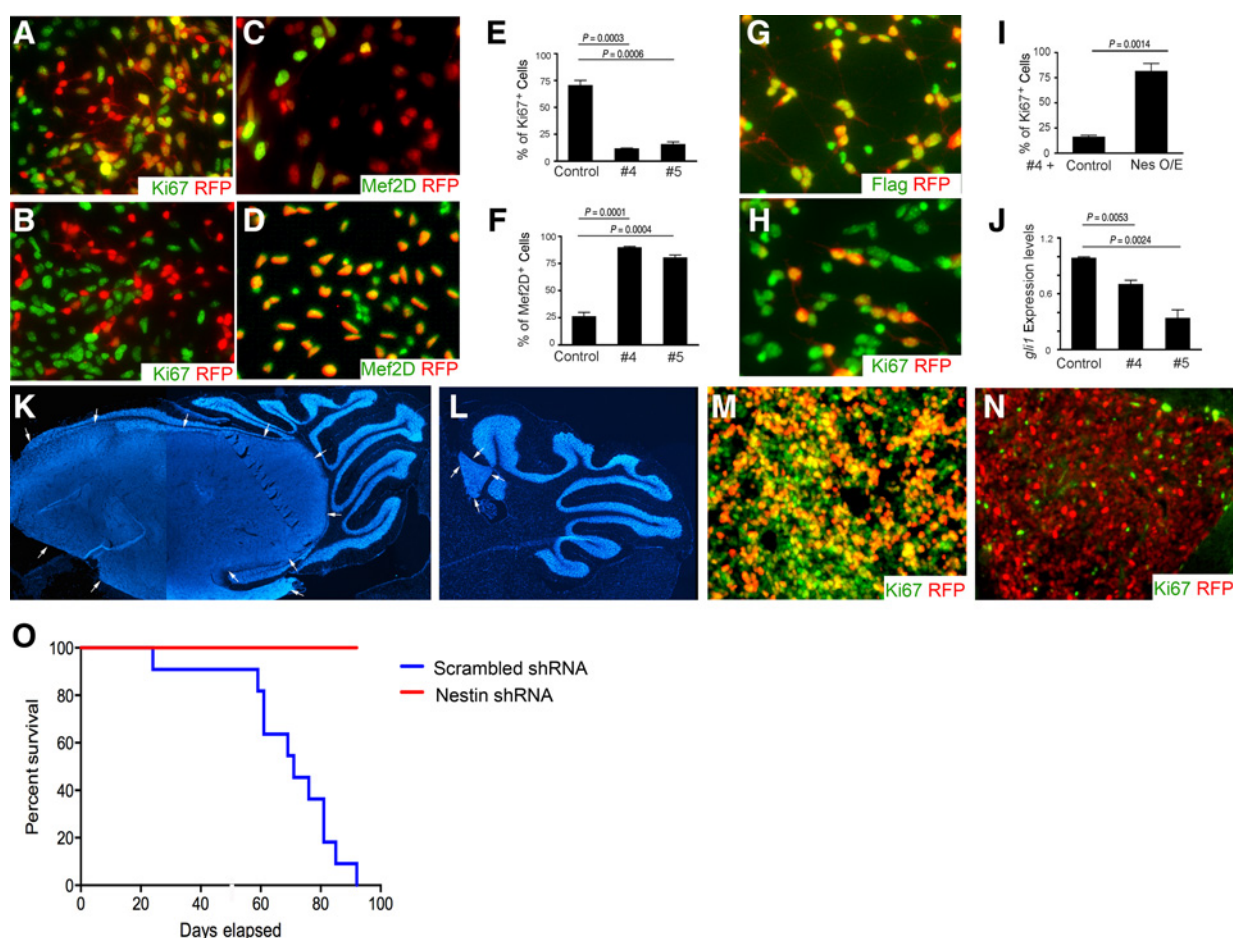 A
Ki67 RFP
C
Mef2D RFP
E
P = 0.0003
P = 0.0006
% of Ki67+ Cells
100
75
50
25
0
Control #4 #5
G
Flag RFP
I
P = 0.0014
% of Ki67+ Cells
100
75
50
25
0
#4 + Control Nes O/E
B
Ki67 RFP
D
Mef2D RFP
F
P = 0.0001
P = 0.0004
% of Mef2D+ Cells
100
75
50
25
0
Control #4 #5
H
Ki67 RFP
J
P = 0.0053
P = 0.0024
gli1 Expression levels
1.2
0.6
0
Control #4 #5
K
L
M
Ki67 RFP
N
Ki67 RFP
O
Percent survival
100
80
60
40
20
0
0 20 40 60 80 100
Days elapsed
Scrambled shRNA
Nestin shRNA